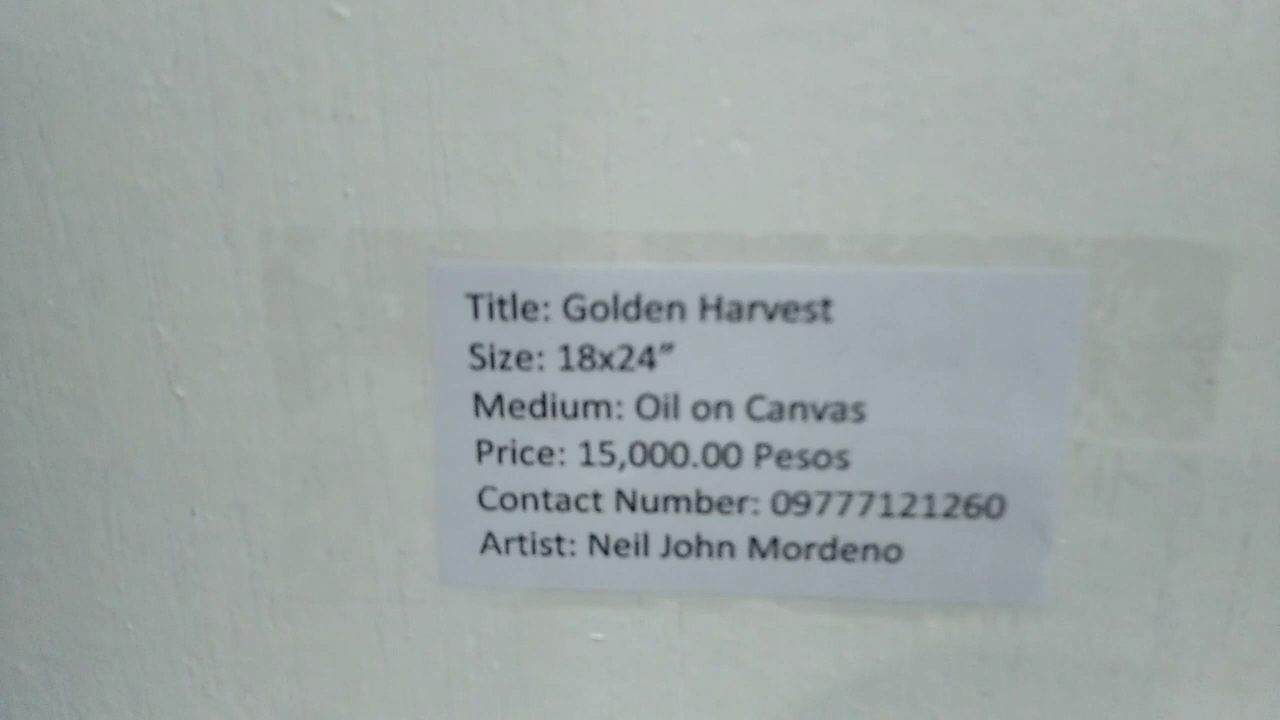 Title: Golden Harvest
Size: 18x24”
Medium: Oil on Canvas
Price: 15,000.00 Pesos
Contact Number: 09777121260
Artist: Neil John Mordeno